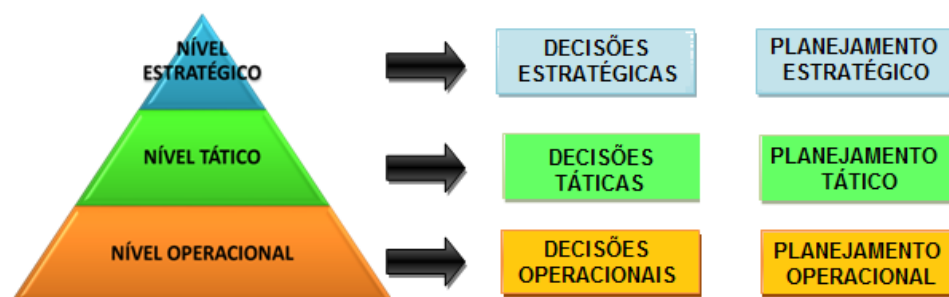 NÍVEL
ESTRATÉGICO
DECISÕES
ESTRATÉGICAS
PLANEJAMENTO
ESTRATÉGICO
NÍVEL TÁTICO
DECISÕES
TÁTICAS
PLANEJAMENTO
TÁTICO
NÍVEL OPERACIONAL
DECISÕES
OPERACIONAIS
PLANEJAMENTO
OPERACIONAL